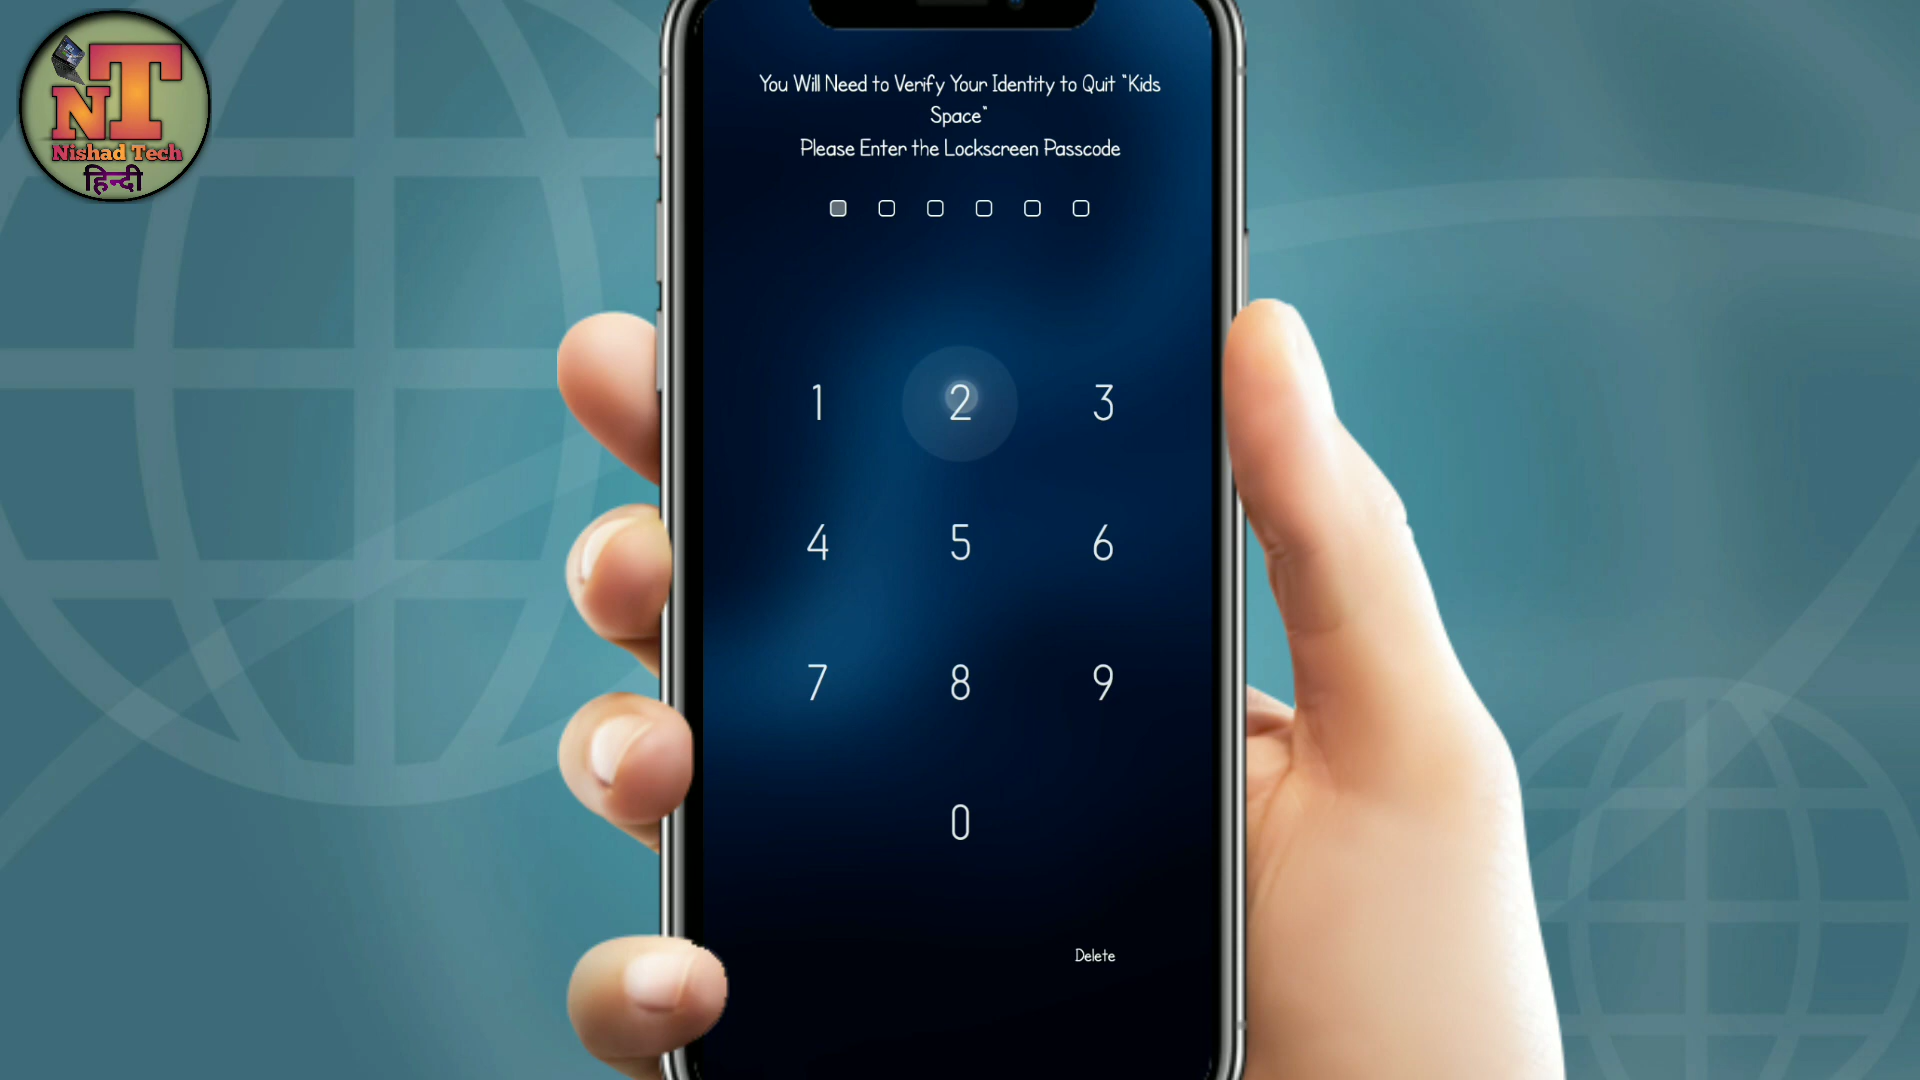 NT
Nishad Tech
हिन्दी
You Will Need to Verify Your Identity to Quit "Kids
Space"
Please Enter the Lockscreen Passcode
1 2 3
4 5 6
7 8 9
0
Delete